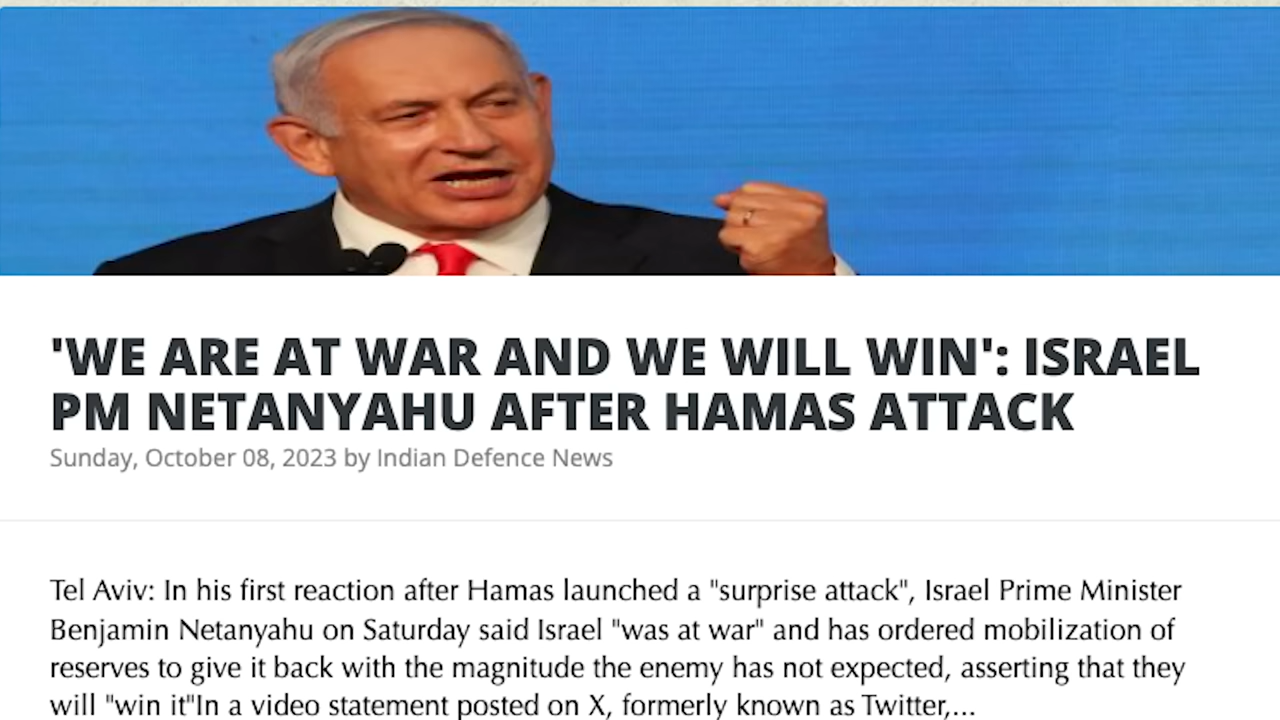 'WE ARE AT WAR AND WE WILL WIN': ISRAEL
PM NETANYAHU AFTER HAMAS ATTACK
Sunday, October 08, 2023 by Indian Defence News
Tel Aviv: In his first reaction after Hamas launched a "surprise attack", Israel Prime Minister
Benjamin Netanyahu on Saturday said Israel "was at war" and has ordered mobilization of
reserves to give it back with the magnitude the enemy has not expected, asserting that they
will "win it"In a video statement posted on X, formerly known as Twitter,...